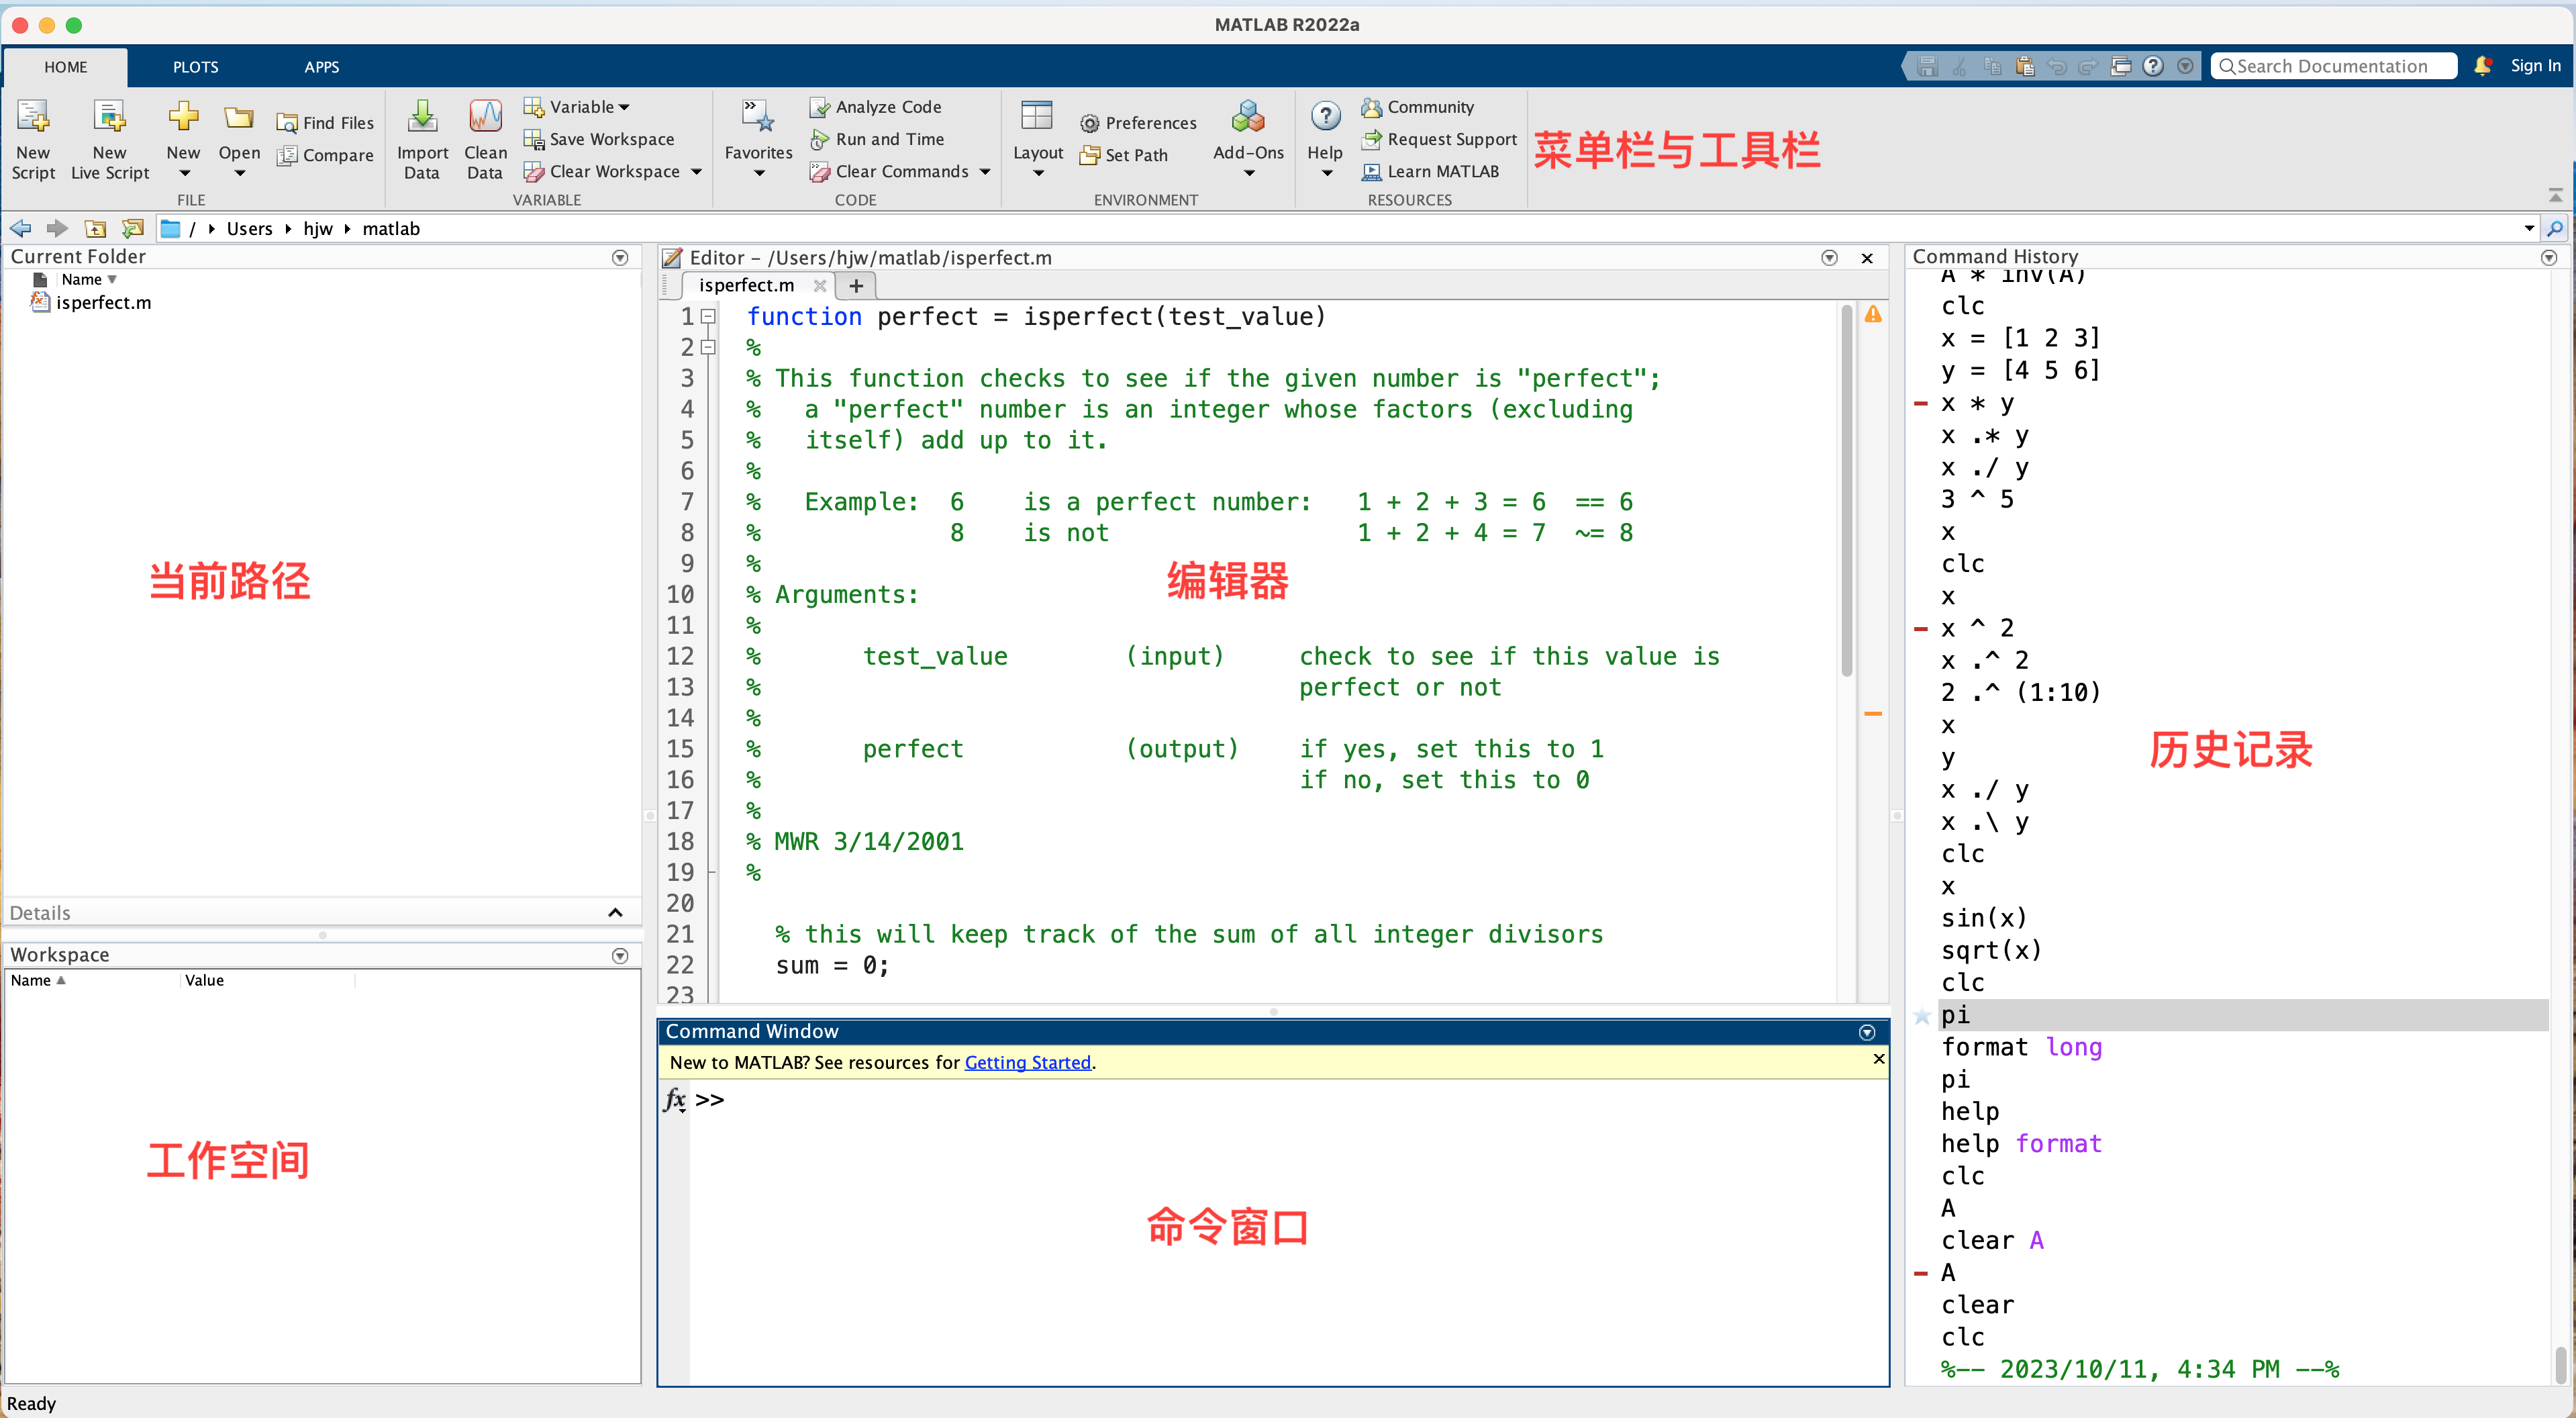 MATLAB R2022a
HOME PLOTS APPS Search Documentation Sign In
New Script
New Live Script
New
Open
Find Files
Compare
FILE
Import Data
Clean Data
Variable
Save Workspace
Clear Workspace
VARIABLE
Favorites
Analyze Code
Run and Time
Clear Commands
CODE
Layout
Preferences
Set Path
Add-Ons
ENVIRONMENT
Help
Community
Request Support
Learn MATLAB
RESOURCES
菜单栏与工具栏
/ Users hjw matlab
Current Folder
Name
isperfect.m
当前路径
Details
Workspace
Name Value
工作空间
Ready
Editor - /Users/hjw/matlab/isperfect.m
isperfect.m +
1 function perfect = isperfect(test_value)
2 %
3 % This function checks to see if the given number is "perfect";
4 % a "perfect" number is an integer whose factors (excluding
5 % itself) add up to it.
6 %
7 % Example: 6 is a perfect number: 1 + 2 + 3 = 6 == 6
8 % 8 is not 1 + 2 + 4 = 7 ~= 8
9 %
10 % Arguments:
11 %
12 % test_value (input) check to see if this value is
13 % perfect or not
14 %
15 % perfect (output) if yes, set this to 1
16 % if no, set this to 0
17 %
18 % MWR 3/14/2001
19 %
20
21 % this will keep track of the sum of all integer divisors
22 sum = 0;
23
编辑器
Command Window
New to MATLAB? See resources for Getting Started.
fx >>
命令窗口
Command History
A * inv(A)
clc
x = [1 2 3]
y = [4 5 6]
x * y
x .* y
x ./ y
3 ^ 5
x
clc
x
x ^ 2
x .^ 2
2 .^ (1:10)
x
y
x ./ y
x .\ y
clc
x
sin(x)
sqrt(x)
clc
pi
format long
pi
help
help format
clc
A
clear A
A
clear
clc
%-- 2023/10/11, 4:34 PM --%
历史记录